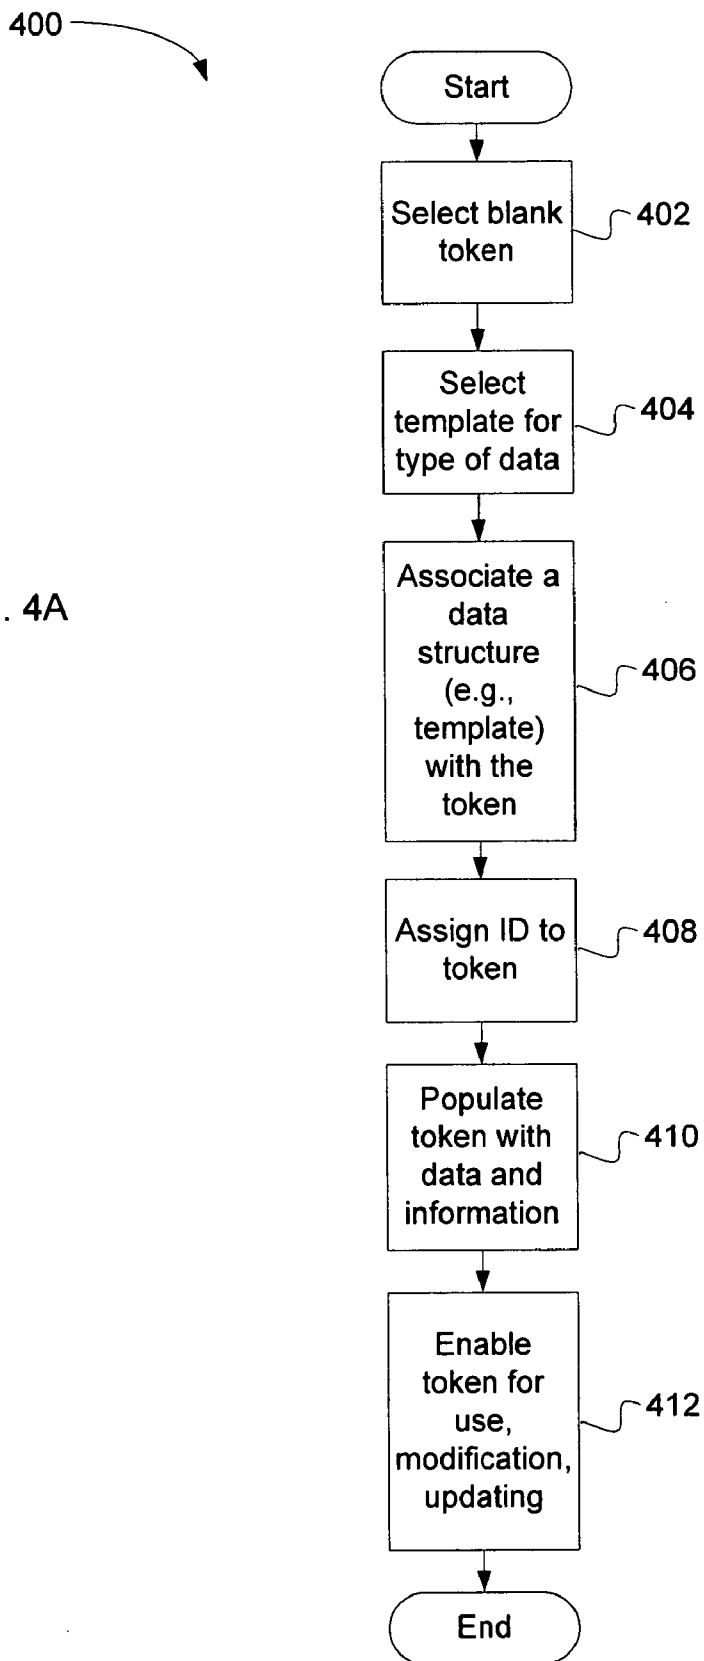 400
Start
Select blank
token
402
Select
template for
type of data
404
Associate a
data
structure
(e.g.,
template)
with the
token
406
. 4A
Assign ID to
token
408
Populate
token with
data and
information
410
Enable
token for
use,
modification,
updating
412
End